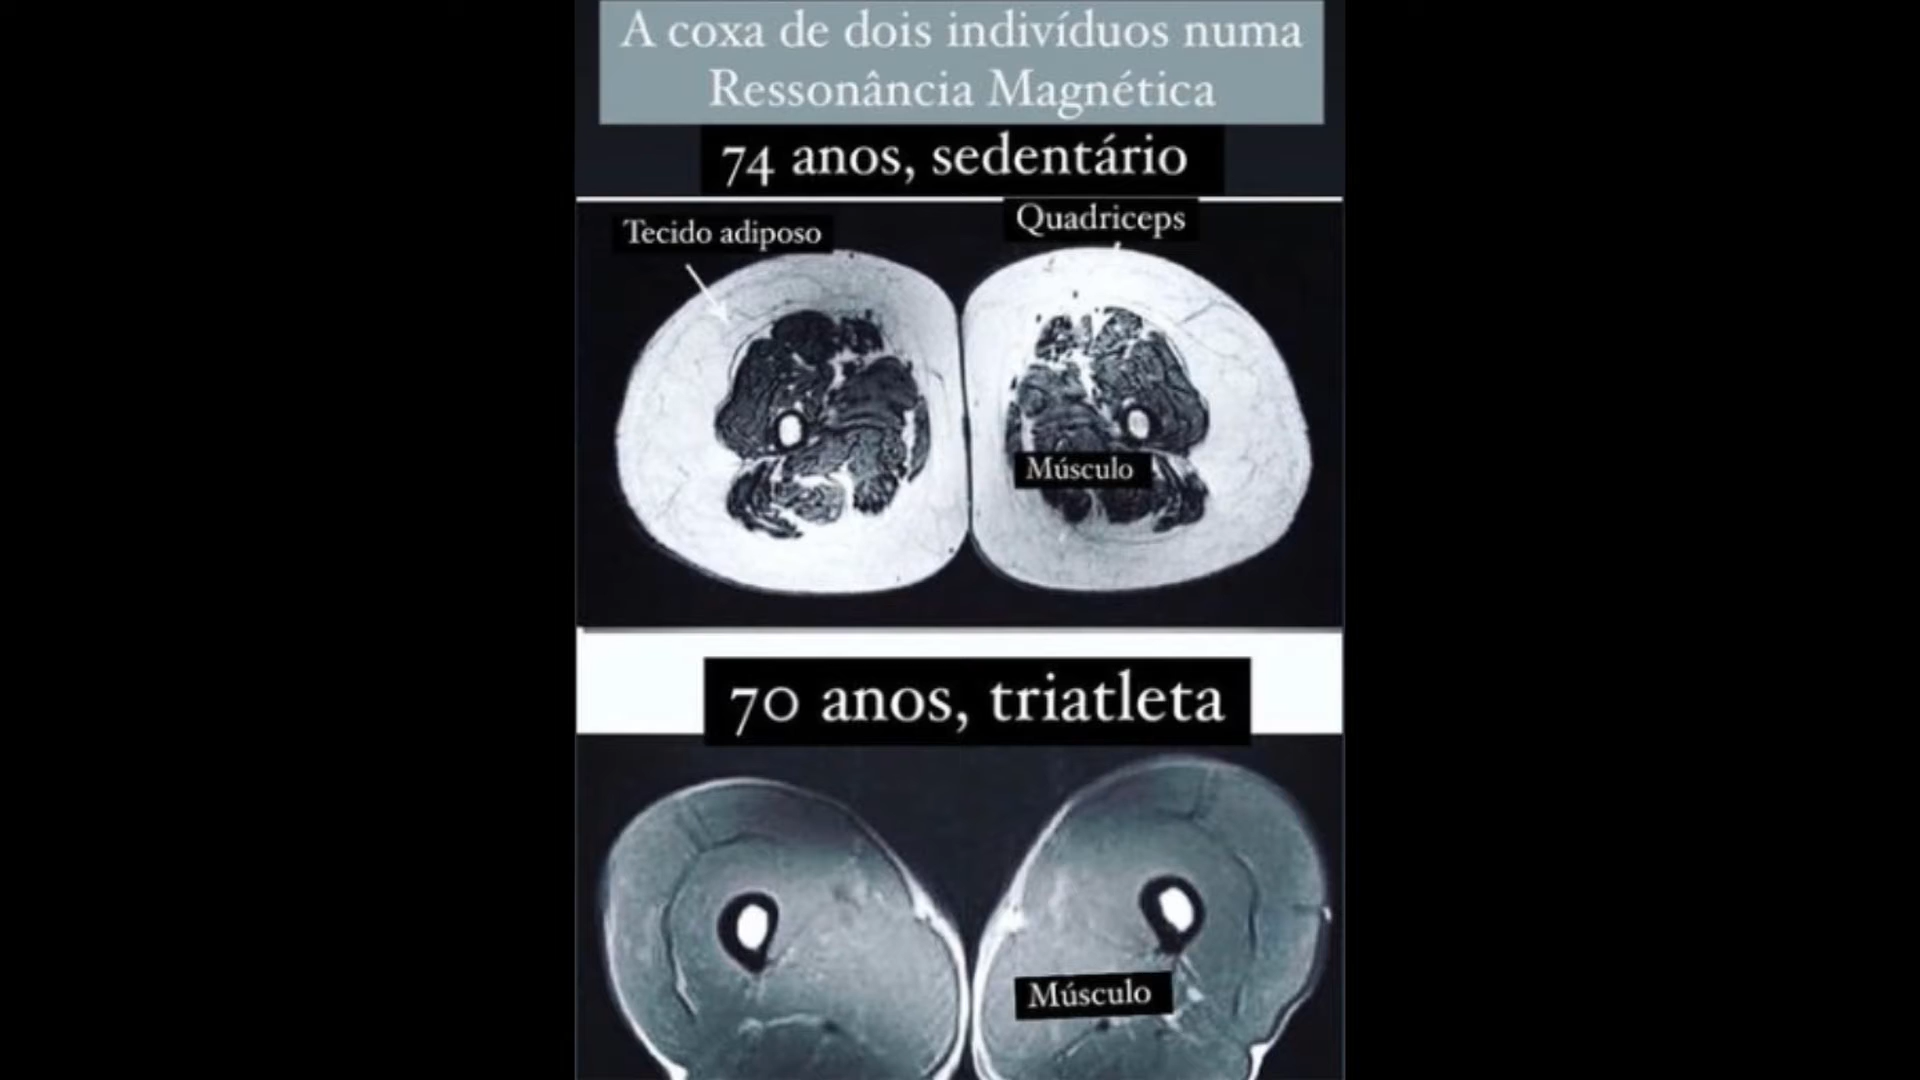 A coxa de dois indivíduos numa
Ressonância Magnética
74 anos, sedentário
Tecido adiposo
Quadriceps
Músculo
70 anos, triatleta
Músculo